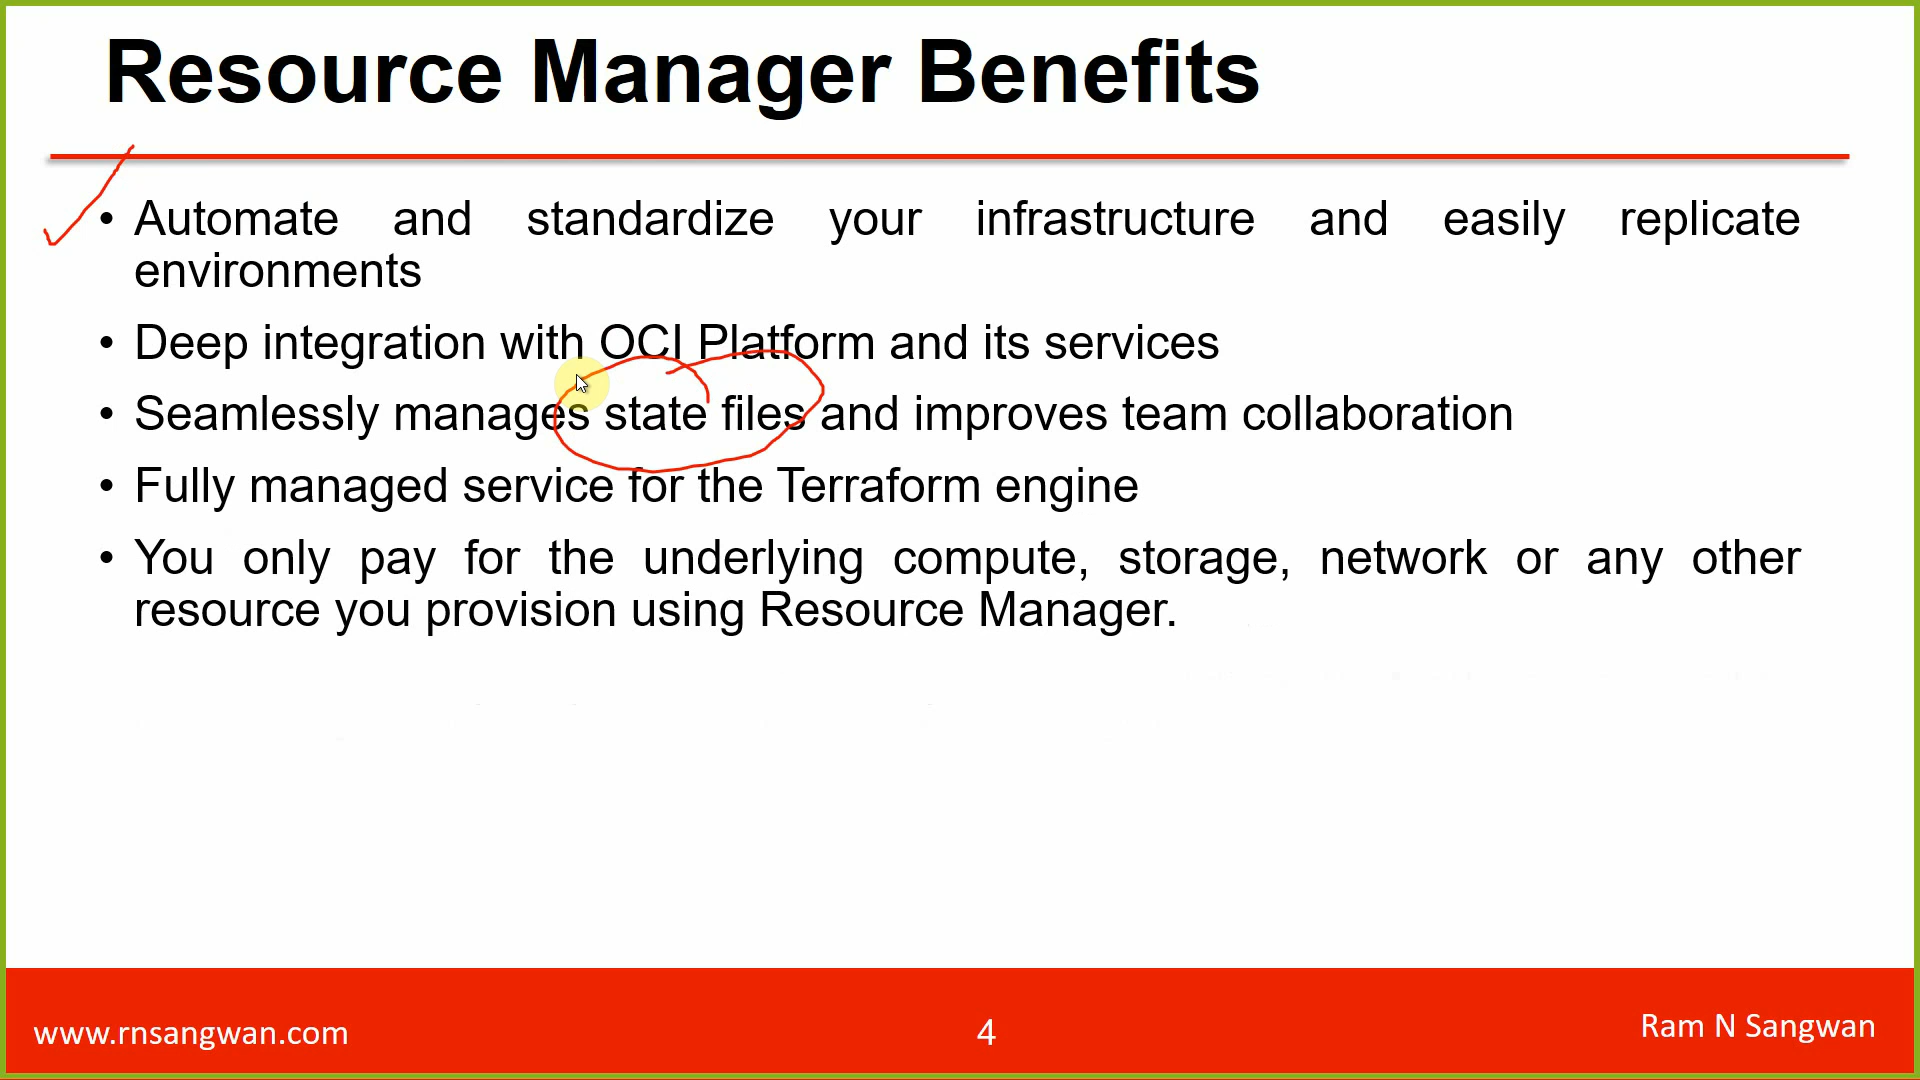 Resource Manager Benefits
• Automate and standardize your infrastructure and easily replicate
environments
• Deep integration with OCI Platform and its services
• Seamlessly manages state files and improves team collaboration
• Fully managed service for the Terraform engine
• You only pay for the underlying compute, storage, network or any other
resource you provision using Resource Manager.
www.rnsangwan.com
4
Ram N Sangwan